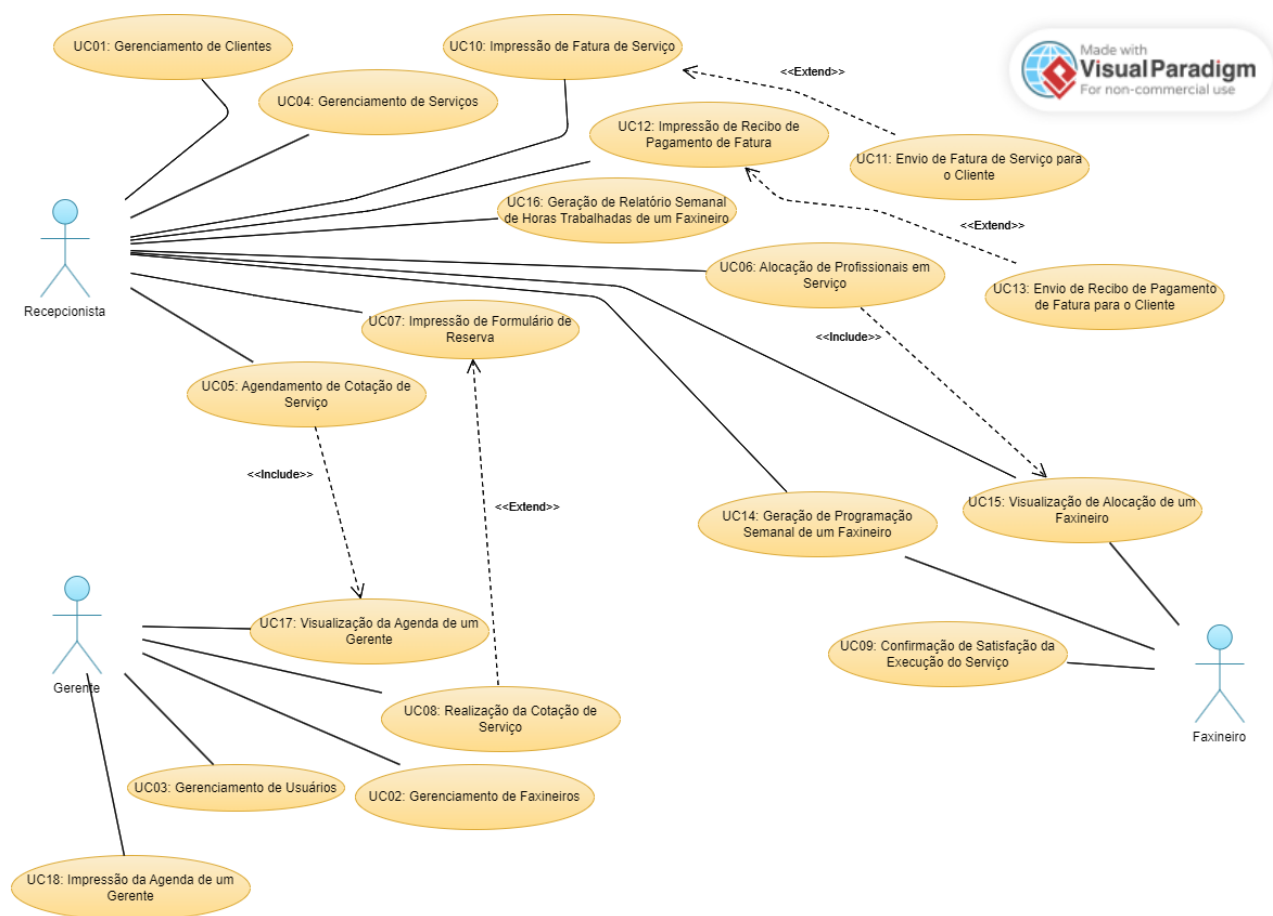 UC01: Gerenciamento de Clientes
UC10: Impressão de Fatura de Serviço
Made with
VisualParadigm
For non-commercial use
<<Extend>>
UC04: Gerenciamento de Serviços
UC12: Impressão de Recibo de
Pagamento de Fatura
UC11: Envio de Fatura de Serviço para
o Cliente
UC16: Geração de Relatório Semanal
de Horas Trabalhadas de um Faxineiro
<<Extend>>
UC06: Alocação de Profissionais em
Serviço
UC13: Envio de Recibo de Pagamento
de Fatura para o Cliente
Recepcionista
UC07: Impressão de Formulário de
Reserva
<<Include>>
UC05: Agendamento de Cotação de
Serviço
<<Include>>
<<Extend>>
UC14: Geração de Programação
Semanal de um Faxineiro
UC15: Visualização de Alocação de um
Faxineiro
UC17: Visualização da Agenda de um
Gerente
UC09: Confirmação de Satisfação da
Execução do Serviço
Gerente
UC08: Realização da Cotação de
Serviço
Faxineiro
UC03: Gerenciamento de Usuários
UC02: Gerenciamento de Faxineiros
UC18: Impressão da Agenda de um
Gerente